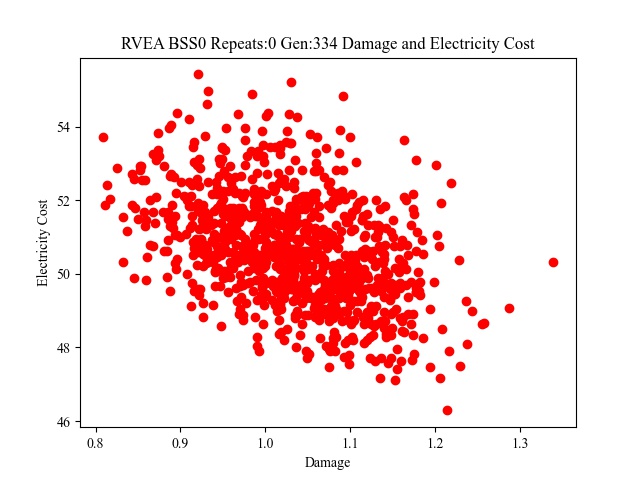 RVEA BSS0 Repeats:0 Gen:334 Damage and Electricity Cost
Electricity Cost
54
52
50
48
46
0.8 0.9 1.0 1.1 1.2 1.3
Damage